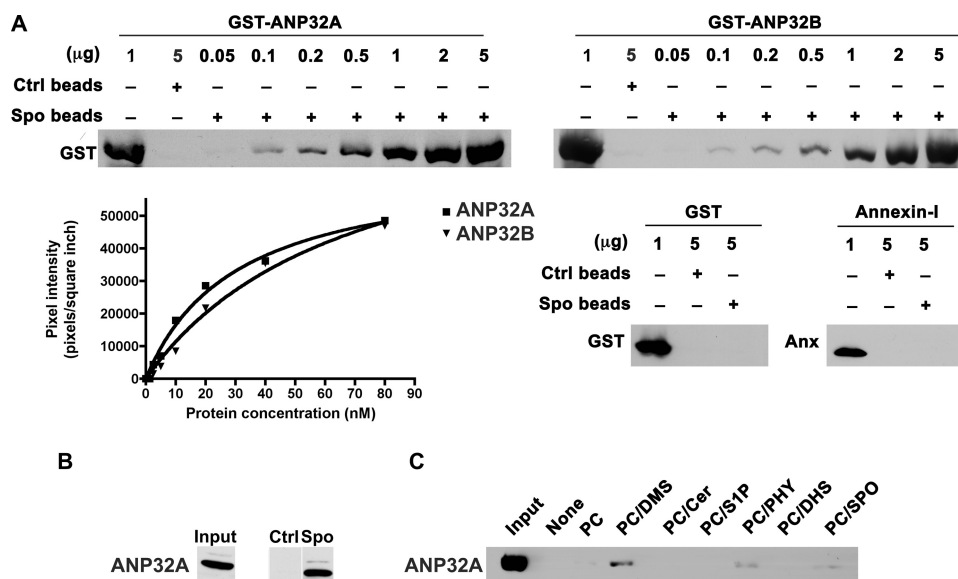 A
GST-ANP32A
(µg) 1 5 0.05 0.1 0.2 0.5 1 2 5
Ctrl beads – + – – – – – – –
Spo beads – – + + + + + + +
GST
GST-ANP32B
1 5 0.05 0.1 0.2 0.5 1 2 5
– + – – – – – – –
– – + + + + + + +
Pixel intensity
(pixels/square inch)
50000
40000
30000
20000
10000
0
0 10 20 30 40 50 60 70 80 90
Protein concentration (nM)
■ ANP32A
▼ ANP32B
GST
(µg) 1 5 5
Ctrl beads – + –
Spo beads – – +
GST
Annexin-I
1 5 5
– + –
– – +
Anx
B
Input Ctrl Spo
ANP32A
C
Input None PC PC/DMS PC/Cer PC/S1P PC/PHY PC/DHS PC/SPO
ANP32A